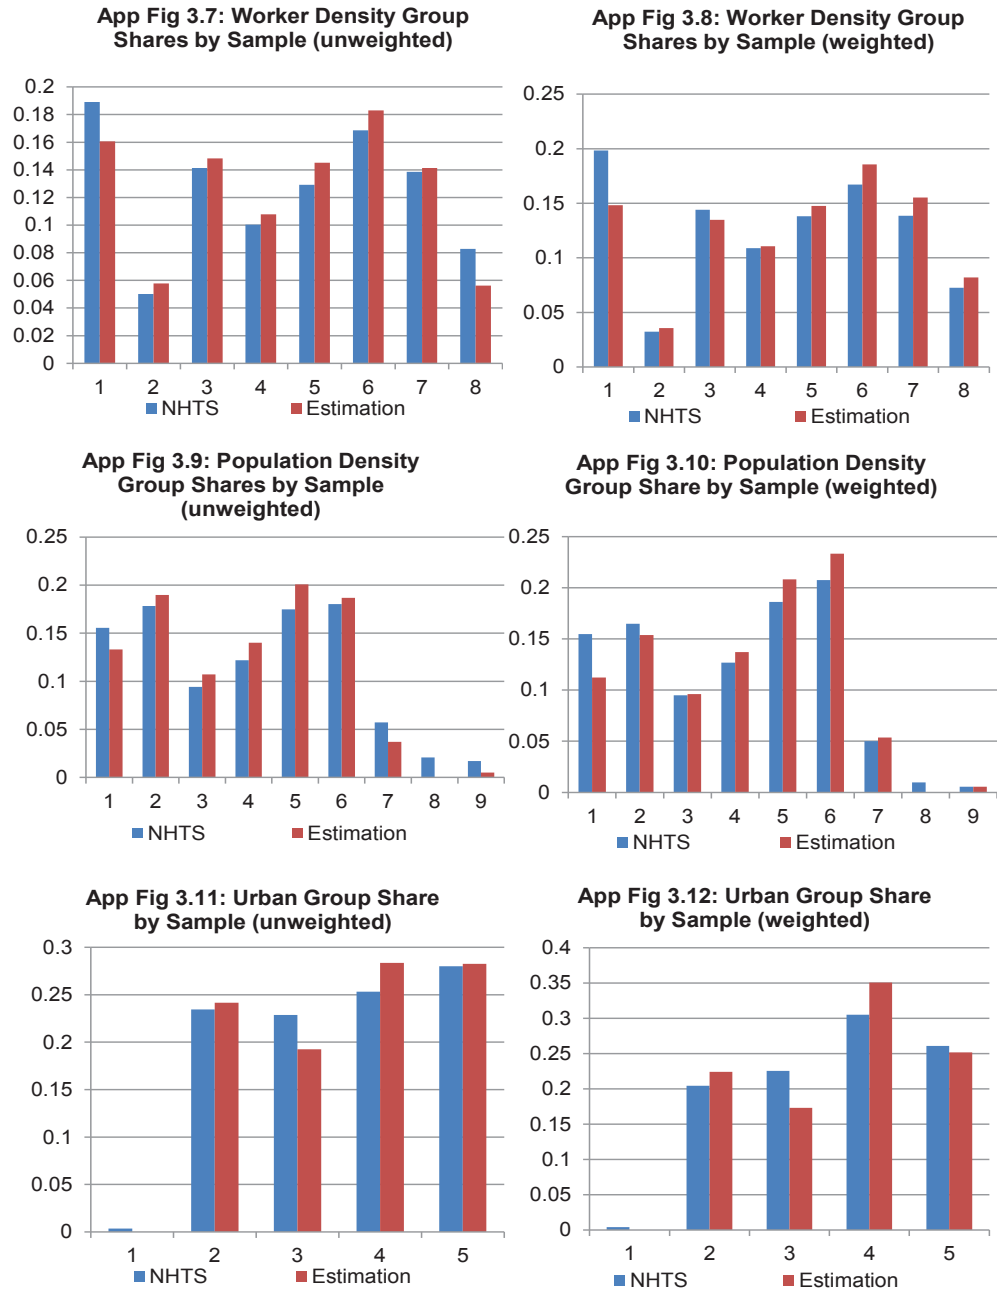 App Fig 3.7: Worker Density Group
Shares by Sample (unweighted)
0.2
0.18
0.16
0.14
0.12
0.1
0.08
0.06
0.04
0.02
0
1 2 3 4 5 6 7 8
NHTS Estimation
App Fig 3.8: Worker Density Group
Shares by Sample (weighted)
0.25
0.2
0.15
0.1
0.05
0
1 2 3 4 5 6 7 8
NHTS Estimation
App Fig 3.9: Population Density
Group Shares by Sample
(unweighted)
0.25
0.2
0.15
0.1
0.05
0
1 2 3 4 5 6 7 8 9
NHTS Estimation
App Fig 3.10: Population Density
Group Share by Sample (weighted)
0.25
0.2
0.15
0.1
0.05
0
1 2 3 4 5 6 7 8 9
NHTS Estimation
App Fig 3.11: Urban Group Share
by Sample (unweighted)
0.3
0.25
0.2
0.15
0.1
0.05
0
1 2 3 4 5
NHTS Estimation
App Fig 3.12: Urban Group Share
by Sample (weighted)
0.4
0.35
0.3
0.25
0.2
0.15
0.1
0.05
0
1 2 3 4 5
NHTS Estimation